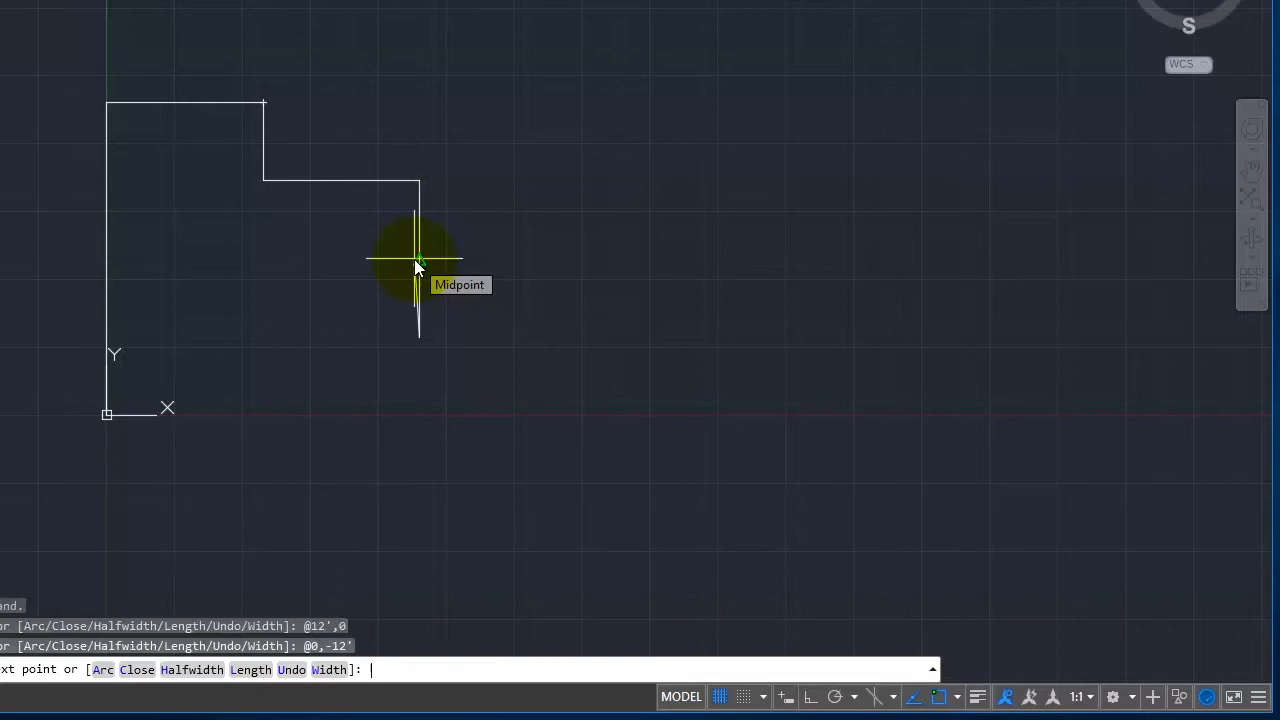 S
WCS
Midpoint
Y
X
and.
or [Arc/Close/Halfwidth/Length/Undo/Width]: @12',0
or [Arc/Close/Halfwidth/Length/Undo/Width]: @0,-12'
ext point or [Arc Close Halfwidth Length Undo Width]:
MODEL 1:1